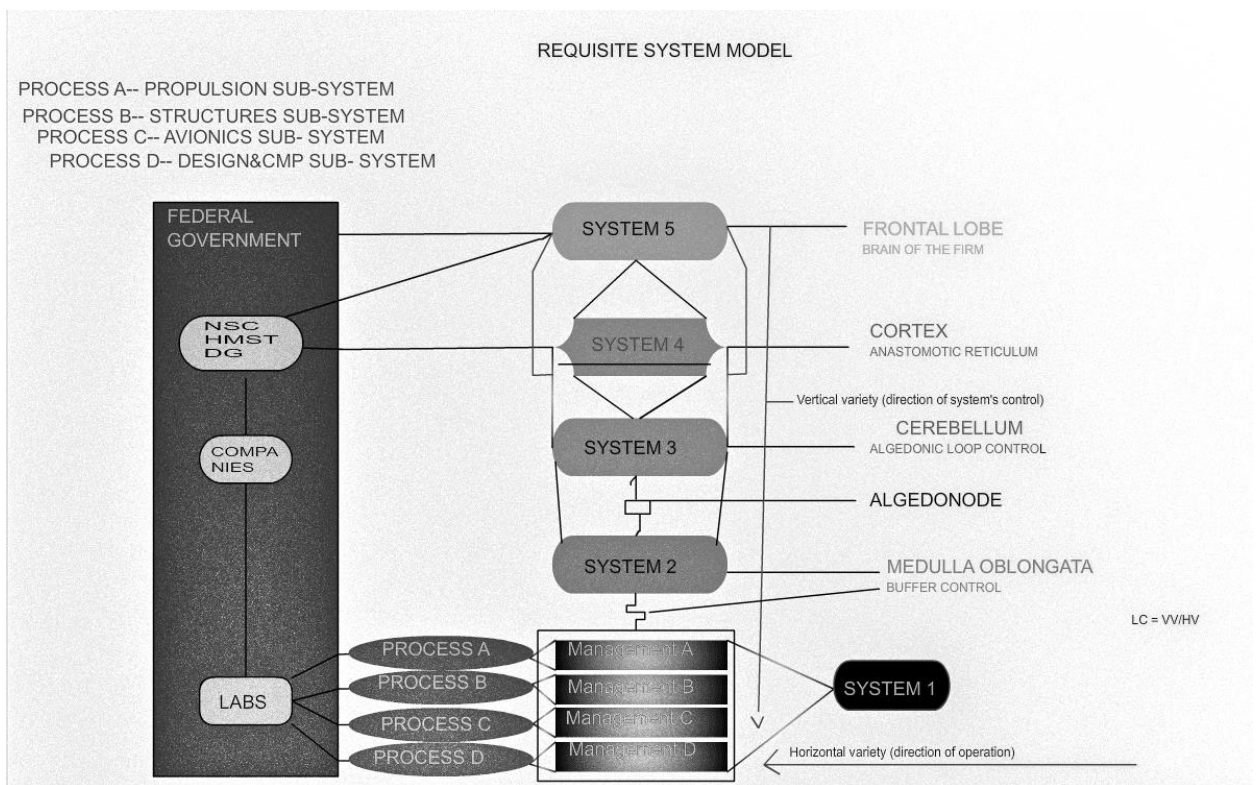 REQUISITE SYSTEM MODEL
PROCESS A-- PROPULSION SUB-SYSTEM
PROCESS B-- STRUCTURES SUB-SYSTEM
PROCESS C-- AVIONICS SUB- SYSTEM
PROCESS D-- DESIGN&CMP SUB- SYSTEM
FEDERAL
GOVERNMENT
NSC
HMST
DG
COMPA
NIES
LABS
SYSTEM 5
SYSTEM 4
SYSTEM 3
SYSTEM 2
FRONTAL LOBE
BRAIN OF THE FIRM
CORTEX
ANASTOMOTIC RETICULUM
Vertical variety (direction of system's control)
CEREBELLUM
ALGEDONIC LOOP CONTROL
ALGEDONODE
MEDULLA OBLONGATA
BUFFER CONTROL
LC = VV/HV
PROCESS A
Management A
PROCESS B
Management B
PROCESS C
Management C
PROCESS D
Management D
SYSTEM 1
Horizontal variety (direction of operation)